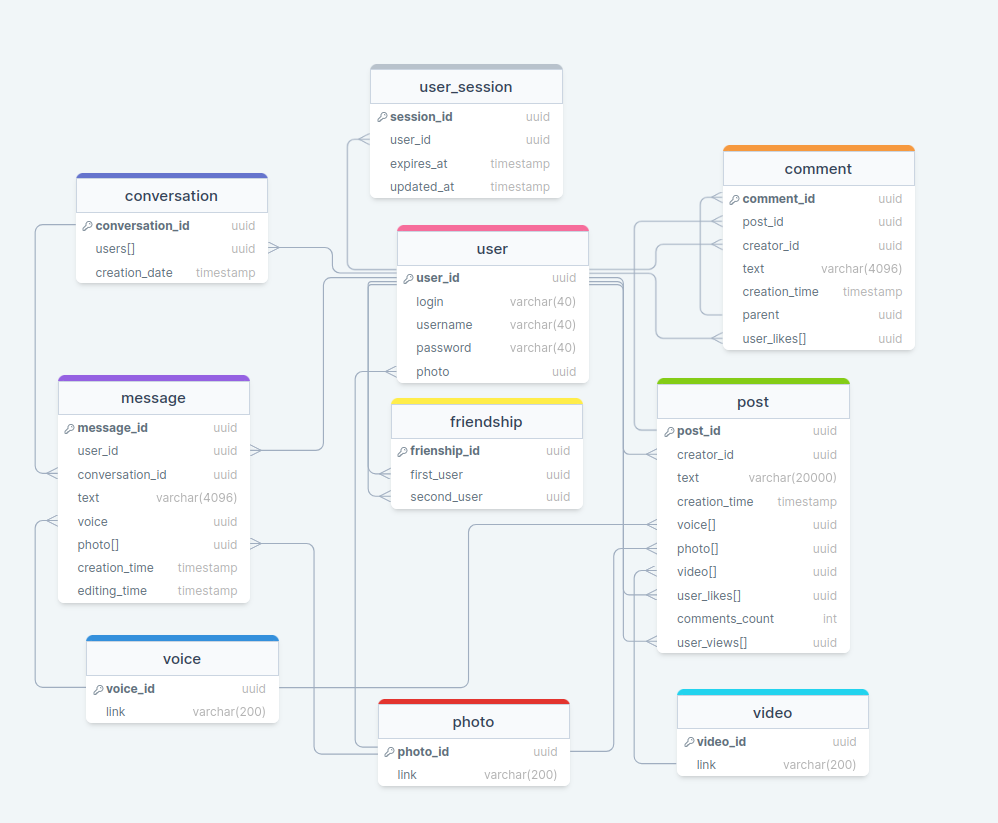 user_session
session_id uuid
user_id uuid
expires_at timestamp
updated_at timestamp
conversation
conversation_id uuid
users[] uuid
creation_date timestamp
user
user_id uuid
login varchar(40)
username varchar(40)
password varchar(40)
photo uuid
comment
comment_id uuid
post_id uuid
creator_id uuid
text varchar(4096)
creation_time timestamp
parent uuid
user_likes[] uuid
message
message_id uuid
user_id uuid
conversation_id uuid
text varchar(4096)
voice uuid
photo[] uuid
creation_time timestamp
editing_time timestamp
friendship
frienship_id uuid
first_user uuid
second_user uuid
post
post_id uuid
creator_id uuid
text varchar(20000)
creation_time timestamp
voice[] uuid
photo[] uuid
video[] uuid
user_likes[] uuid
comments_count int
user_views[] uuid
voice
voice_id uuid
link varchar(200)
photo
photo_id uuid
link varchar(200)
video
video_id uuid
link varchar(200)